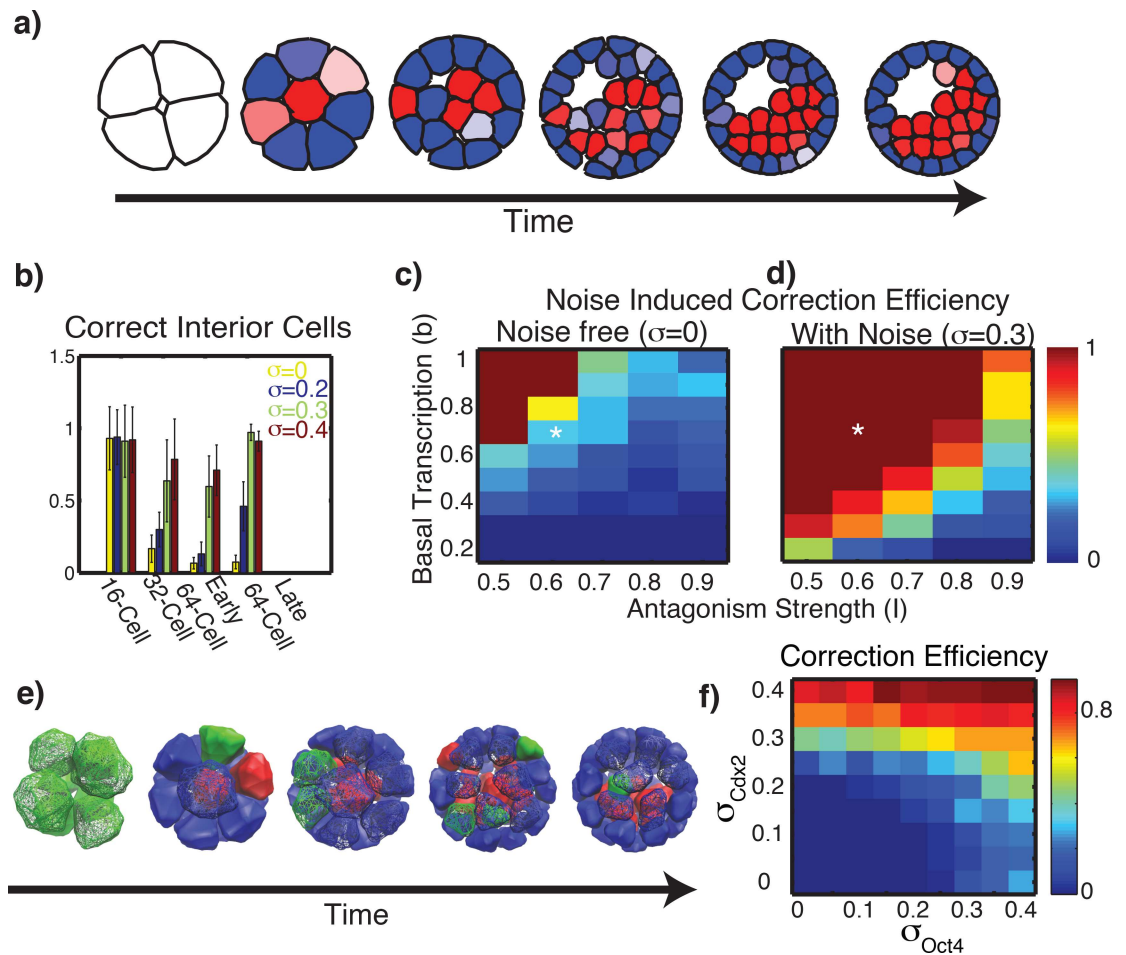 a)
Time
b)
Correct Interior Cells
1.5
1
0.5
0
σ=0
σ=0.2
σ=0.3
σ=0.4
16-Cell
32-Cell
64-Cell
Early
64-Cell
Late
c)
d)
Noise Induced Correction Efficiency
Noise free (σ=0)
With Noise (σ=0.3)
Basal Transcription (b)
1
0.8
0.6
0.4
0.2
*
*
1
0
0.5 0.6 0.7 0.8 0.9
0.5 0.6 0.7 0.8 0.9
Antagonism Strength (I)
e)
Time
f)
Correction Efficiency
σCdx2
0.4
0.3
0.2
0.1
0
0 0.1 0.2 0.3 0.4
σOct4
0.8
0